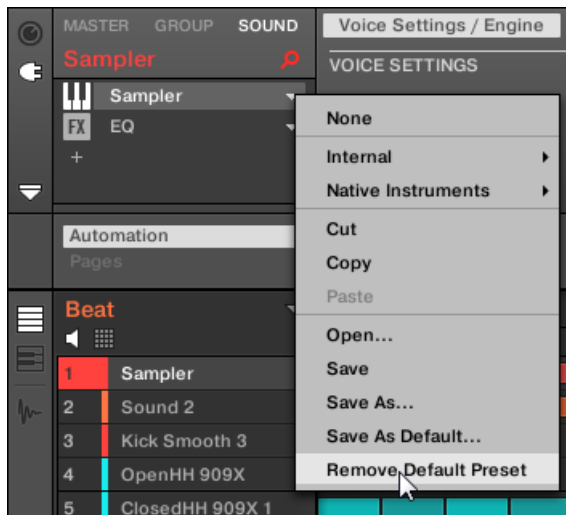 MASTER GROUP SOUND
Sampler
Sampler
FX EQ
+
Automation
Pages
Beat
1 Sampler
2 Sound 2
3 Kick Smooth 3
4 OpenHH 909X
5 ClosedHH 909X 1
Voice Settings / Engine
VOICE SETTINGS
None
Internal
Native Instruments
Cut
Copy
Paste
Open...
Save
Save As...
Save As Default...
Remove Default Preset